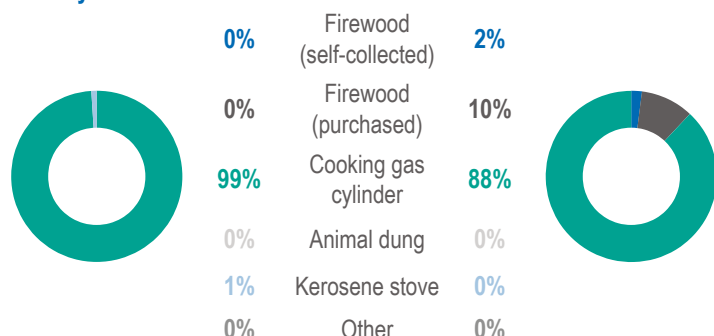 0% Firewood (self-collected) 2%
0% Firewood (purchased) 10%
99% Cooking gas cylinder 88%
0% Animal dung 0%
1% Kerosene stove 0%
0% Other 0%